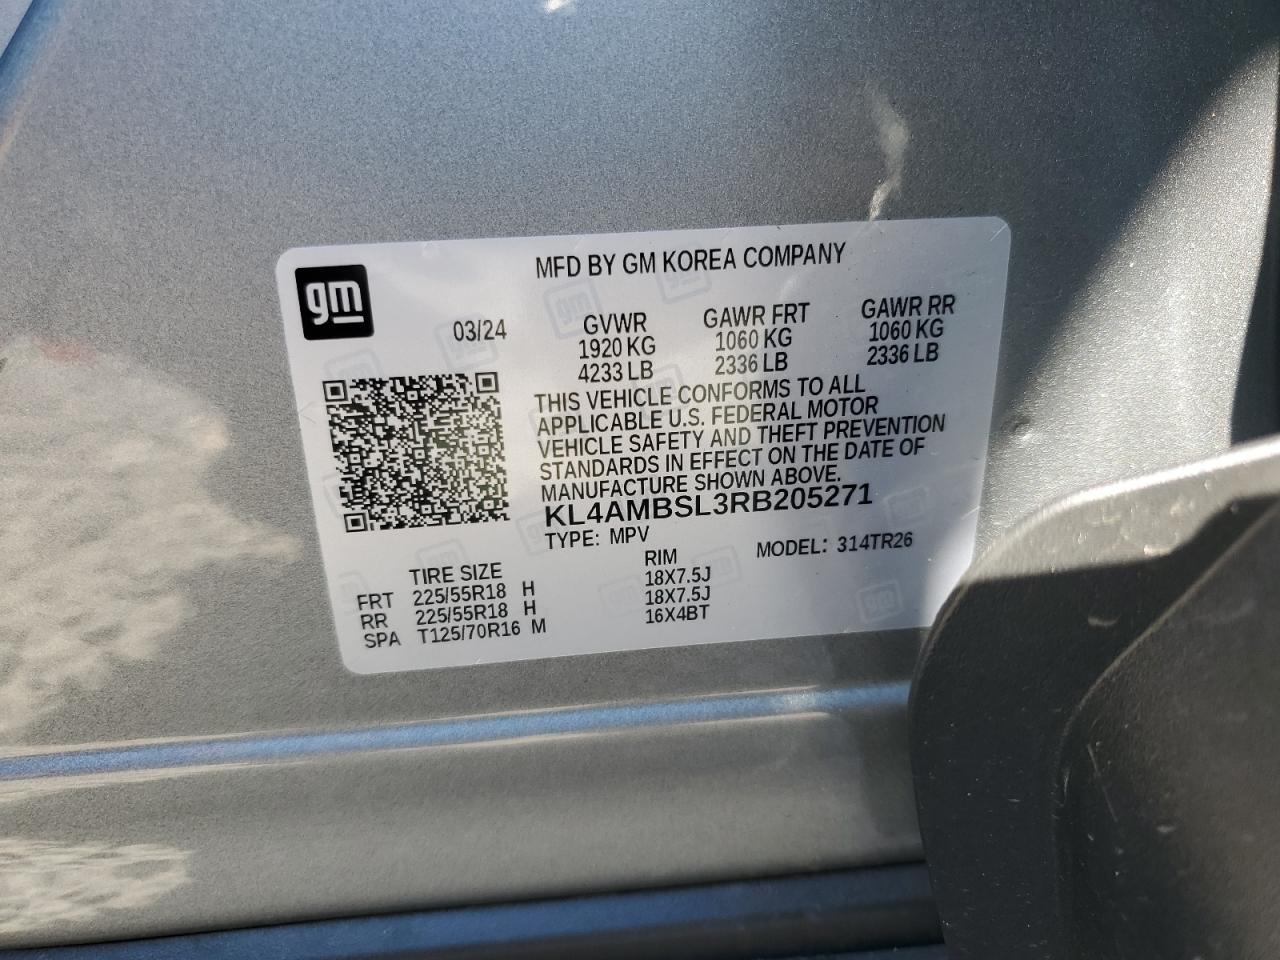 MFD BY GM KOREA COMPANY
gm
03/24
GVWR GAWR FRT GAWR RR
1920 KG 1060 KG 1060 KG
4233 LB 2336 LB 2336 LB
THIS VEHICLE CONFORMS TO ALL
APPLICABLE U.S. FEDERAL MOTOR
VEHICLE SAFETY AND THEFT PREVENTION
STANDARDS IN EFFECT ON THE DATE OF
MANUFACTURE SHOWN ABOVE.
KL4AMBSL3RB205271
TYPE: MPV MODEL: 314TR26
TIRE SIZE RIM
FRT 225/55R18 H 18X7.5J
RR 225/55R18 H 18X7.5J
SPA T125/70R16 M 16X4BT